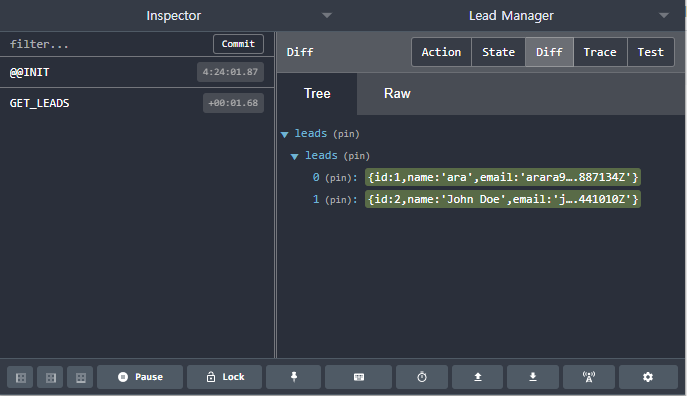 Inspector
Lead Manager
filter...
Commit
Diff
Action
State
Diff
Trace
Test
@@INIT
4:24:01.87
GET_LEADS
+00:01.68
Tree
Raw
leads (pin)
leads (pin)
0 (pin): {id:1,name:'ara',email:'arara9….887134Z'}
1 (pin): {id:2,name:'John Doe',email:'j….441010Z'}
Pause
Lock